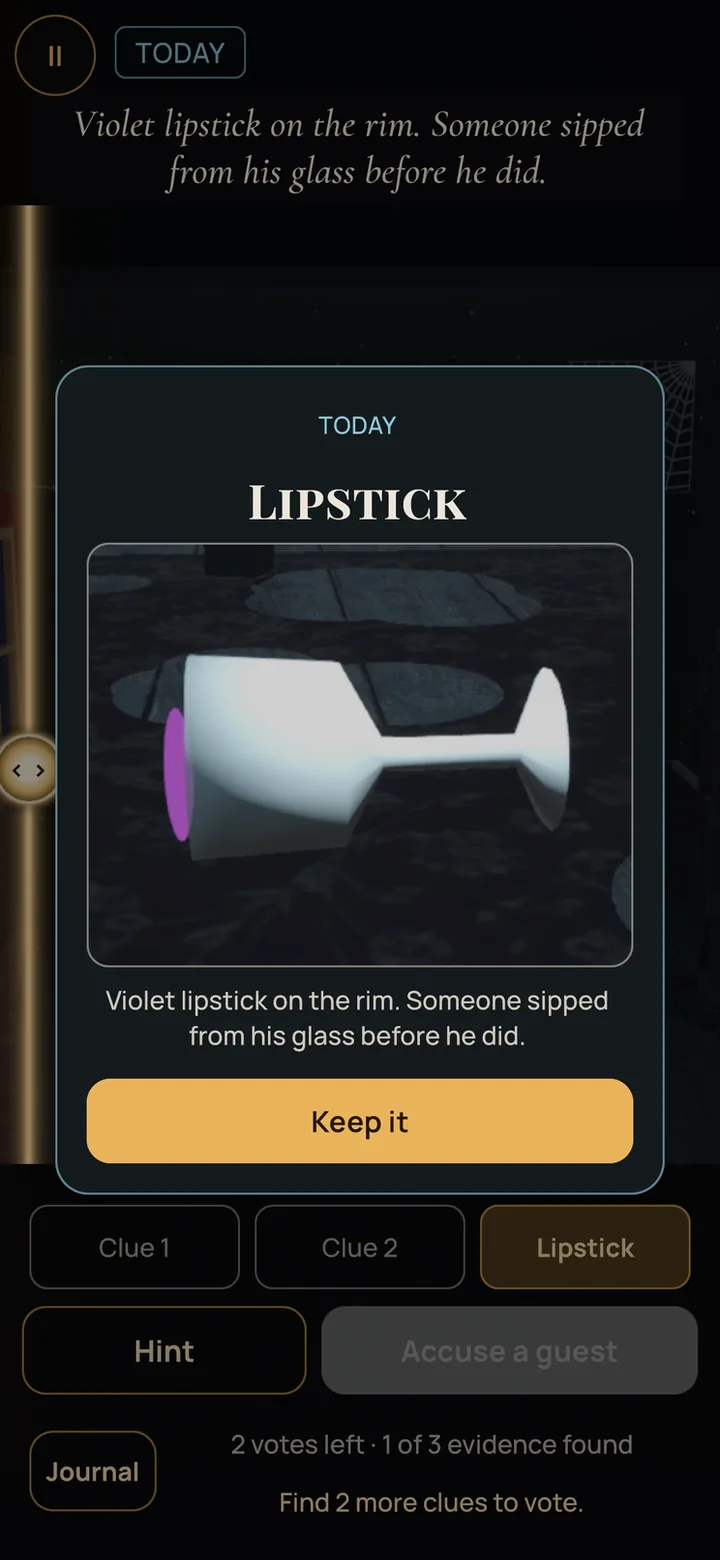 TODAY
Violet lipstick on the rim. Someone sipped
from his glass before he did.
TODAY
LIPSTICK
Violet lipstick on the rim. Someone sipped
from his glass before he did.
Keep it
Clue 1
Clue 2
Lipstick
Hint
Accuse a guest
Journal
2 votes left · 1 of 3 evidence found
Find 2 more clues to vote.